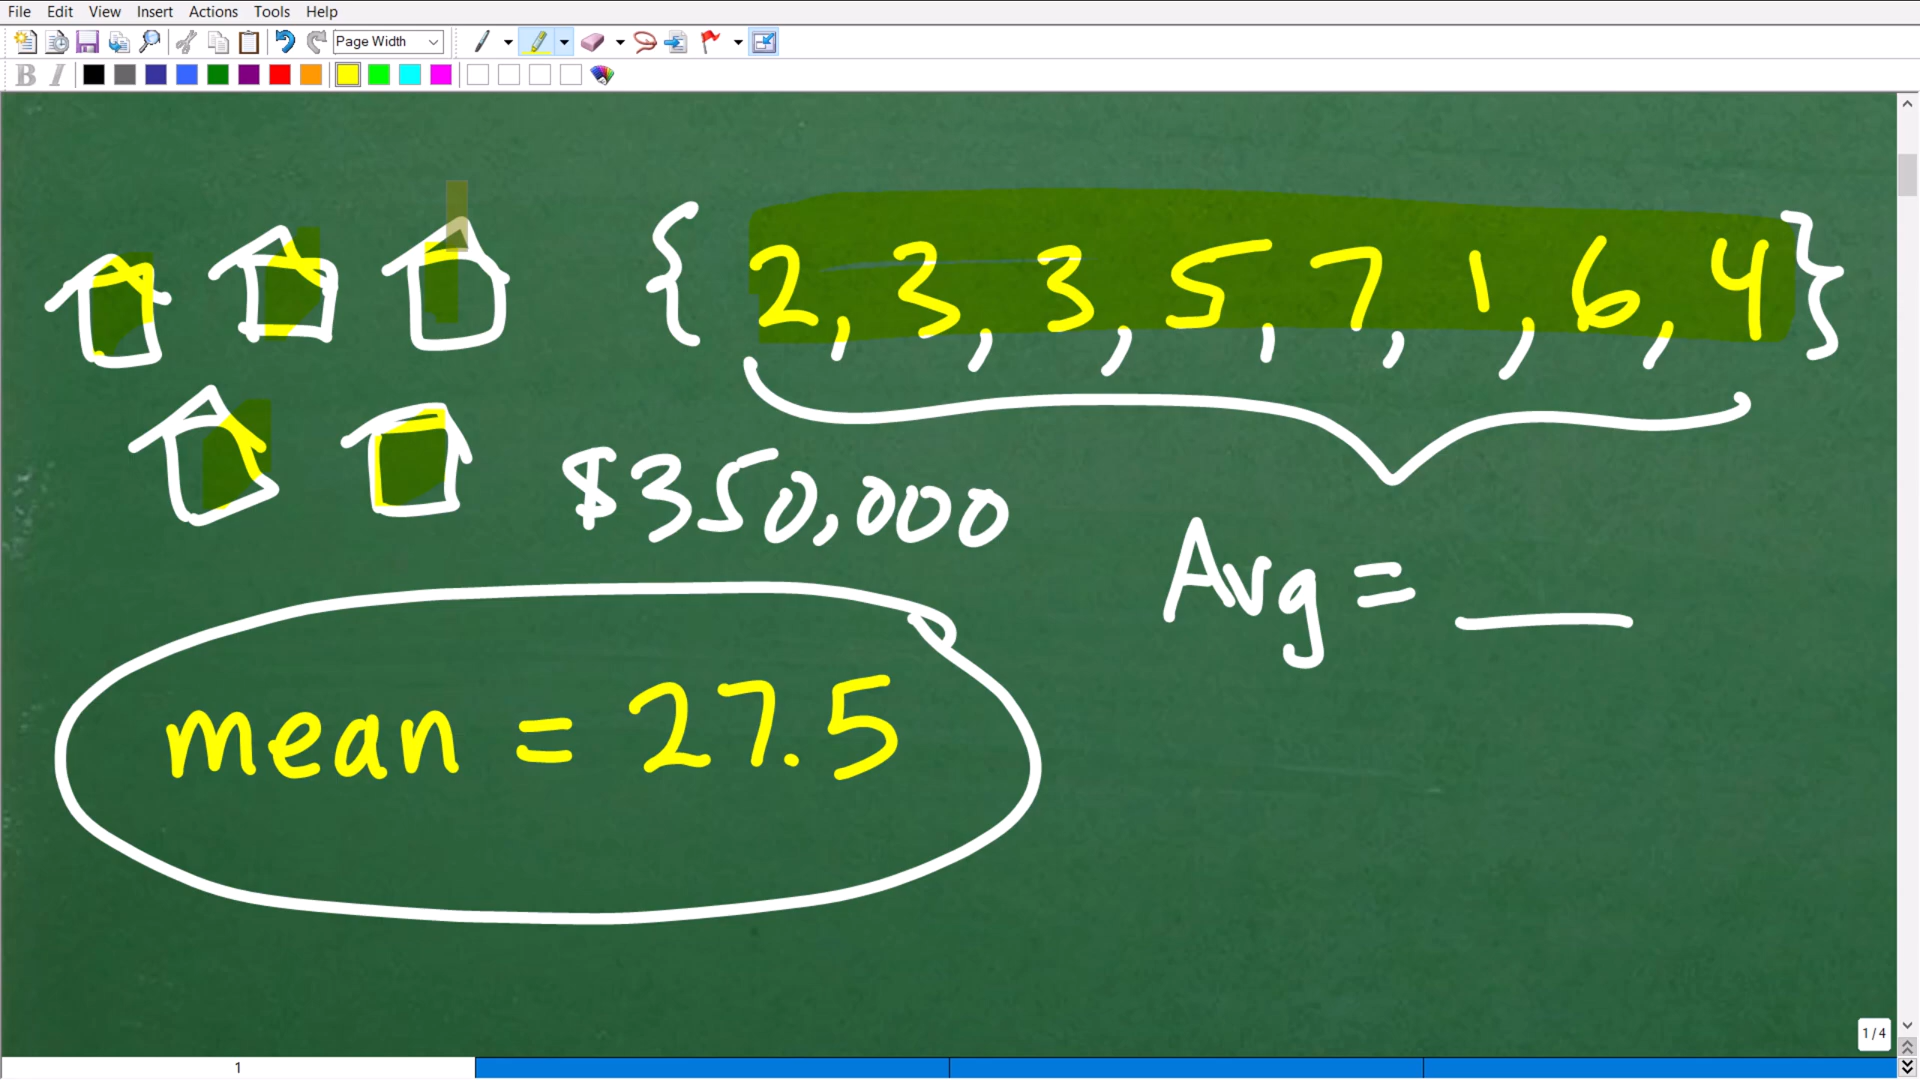 File Edit View Insert Actions Tools Help
Page Width
B I
{ 2, 3, 3, 5, 7, 1, 6, 4 }
$350,000
Avg = __
mean = 27.5
1 / 4
1